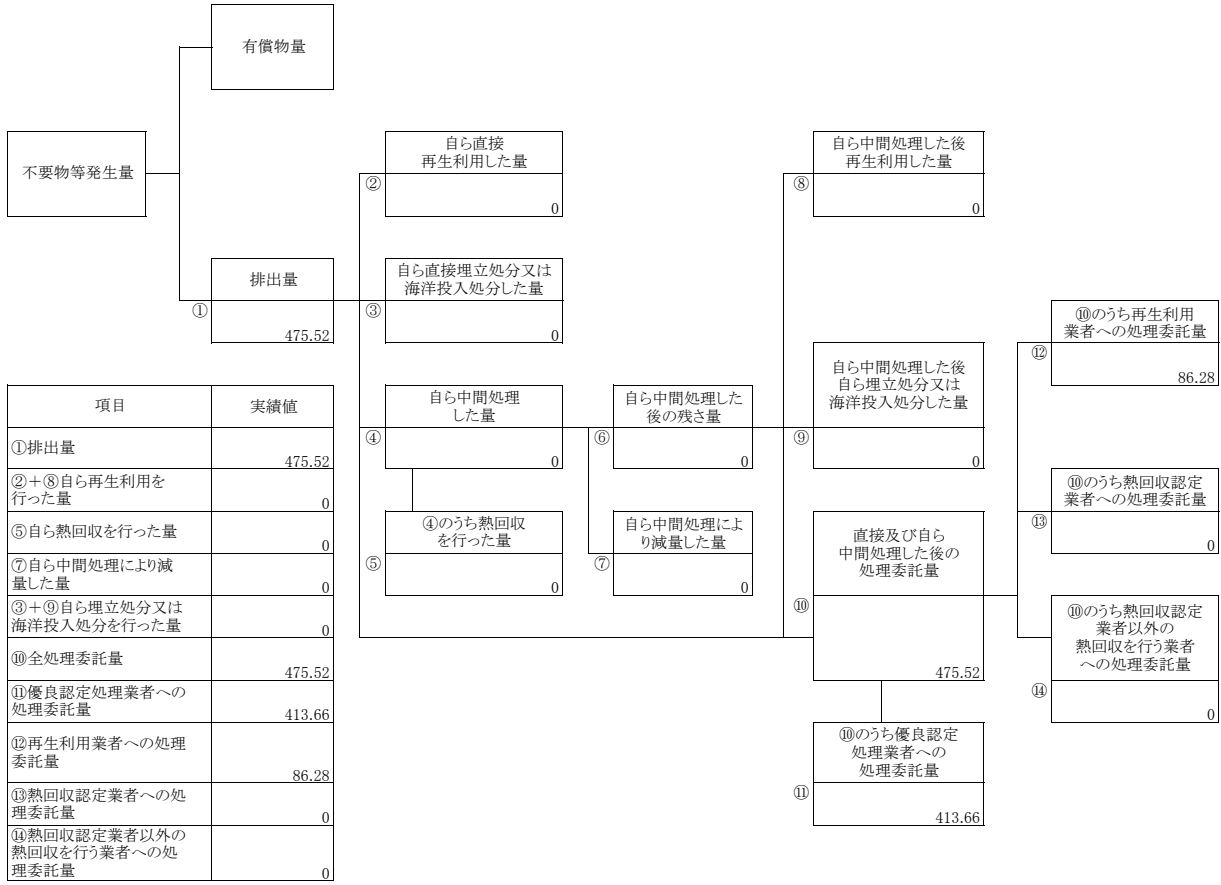 有償物量
不要物等発生量
自ら直接
再生利用した量
②
0
自ら中間処理した後
再生利用した量
⑧
0
排出量
①
475.52
自ら直接埋立処分又は
海洋投入処分した量
③
0
自ら中間処理
した量
④
0
自ら中間処理した
後の残さ量
⑥
0
自ら中間処理した後
自ら埋立処分又は
海洋投入処分した量
⑨
0
⑩のうち再生利用
業者への処理委託量
⑫
86.28
④のうち熱回収
を行った量
⑤
0
自ら中間処理によ
り減量した量
⑦
0
直接及び自ら
中間処理した後の
処理委託量
⑩
475.52
⑩のうち熱回収認定
業者への処理委託量
⑬
0
⑩のうち熱回収認定
業者以外の
熱回収を行う業者
への処理委託量
⑭
0
⑩のうち優良認定
処理業者への
処理委託量
⑪
413.66
項目
実績値
①排出量
475.52
②+⑧自ら再生利用を
行った量
0
⑤自ら熱回収を行った量
0
⑦自ら中間処理により減
量した量
0
③+⑨自ら埋立処分又は
海洋投入処分を行った量
0
⑩全処理委託量
475.52
⑪優良認定処理業者への
処理委託量
413.66
⑫再生利用業者への処理
委託量
86.28
⑬熱回収認定業者への処
理委託量
0
⑭熱回収認定業者以外の
熱回収を行う業者への処
理委託量
0